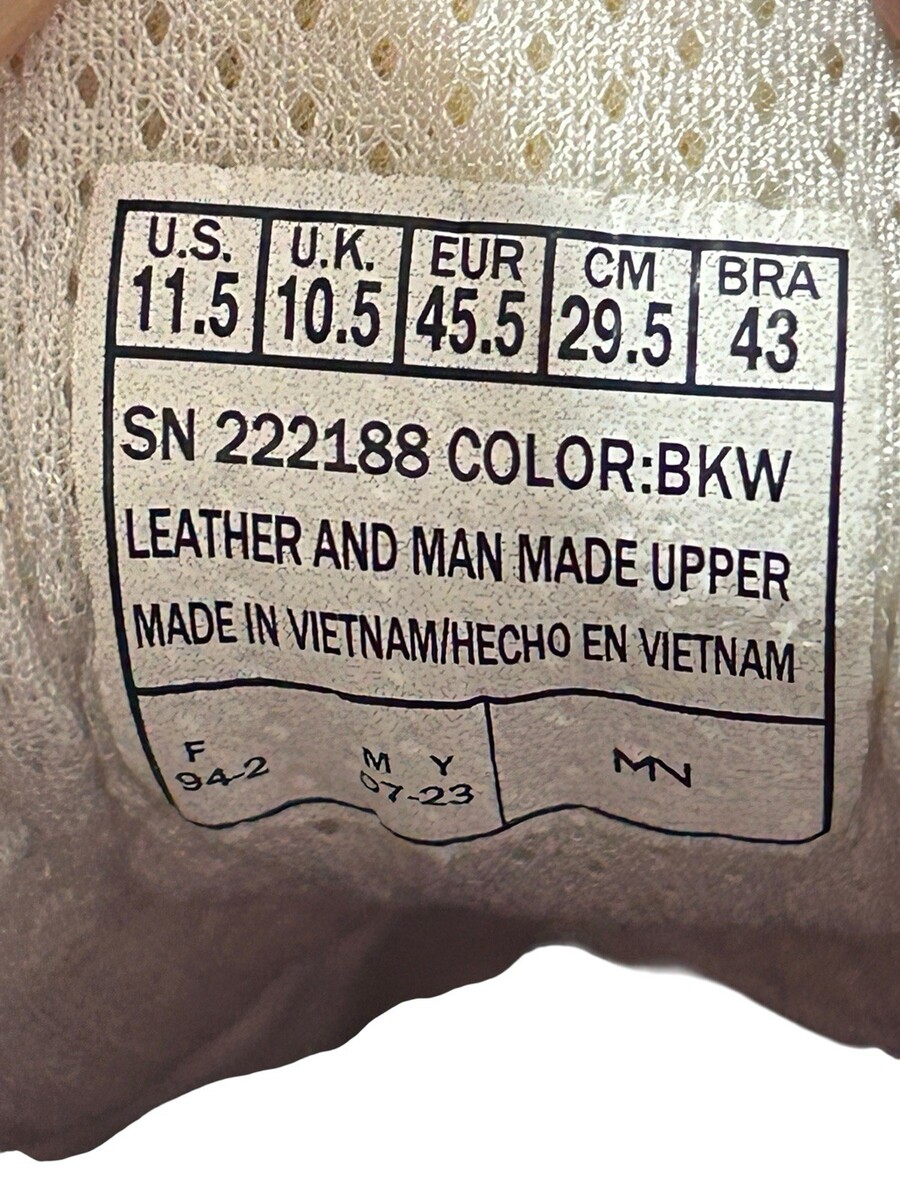 U.S. U.K. EUR CM BRA
11.5 10.5 45.5 29.5 43
SN 222188 COLOR:BKW
LEATHER AND MAN MADE UPPER
MADE IN VIETNAM/HECHO EN VIETNAM
F M Y MN
94-2 07-23